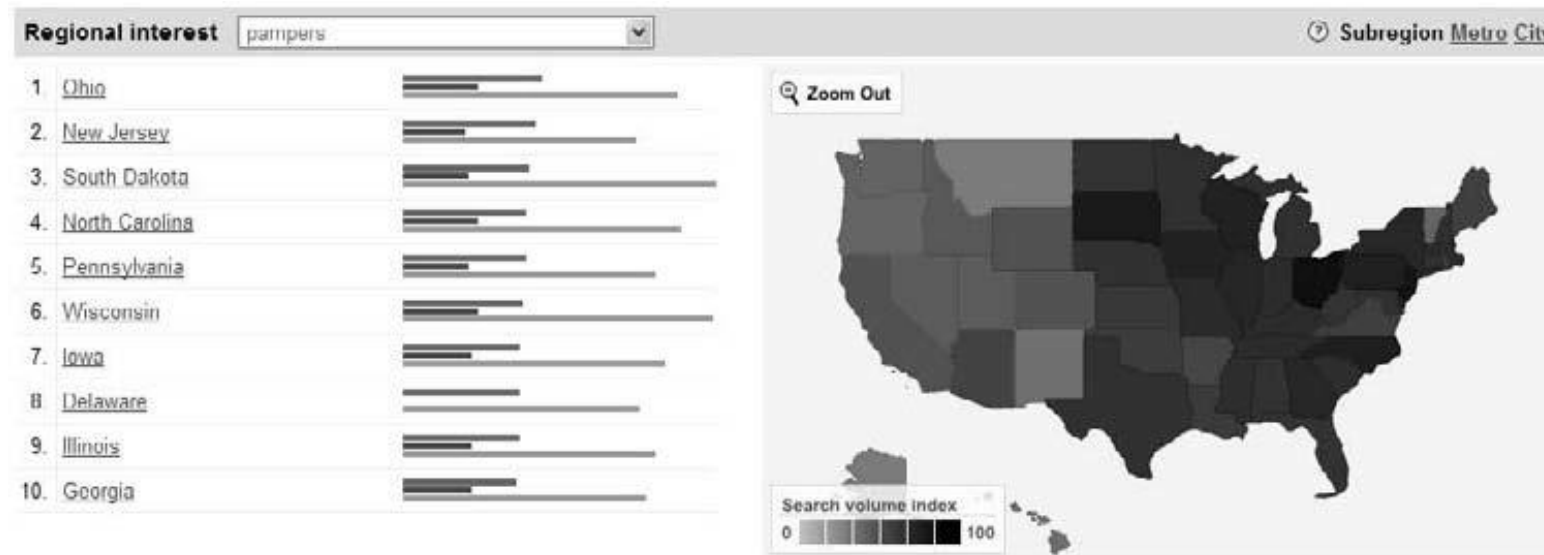 Regional interest pampers Subregion Metro City
1. Ohio
2. New Jersey
3. South Dakota
4. North Carolina
5. Pennsylvania
6. Wisconsin
7. Iowa
8. Delaware
9. Illinois
10. Georgia
Zoom Out
Search volume index
0 100